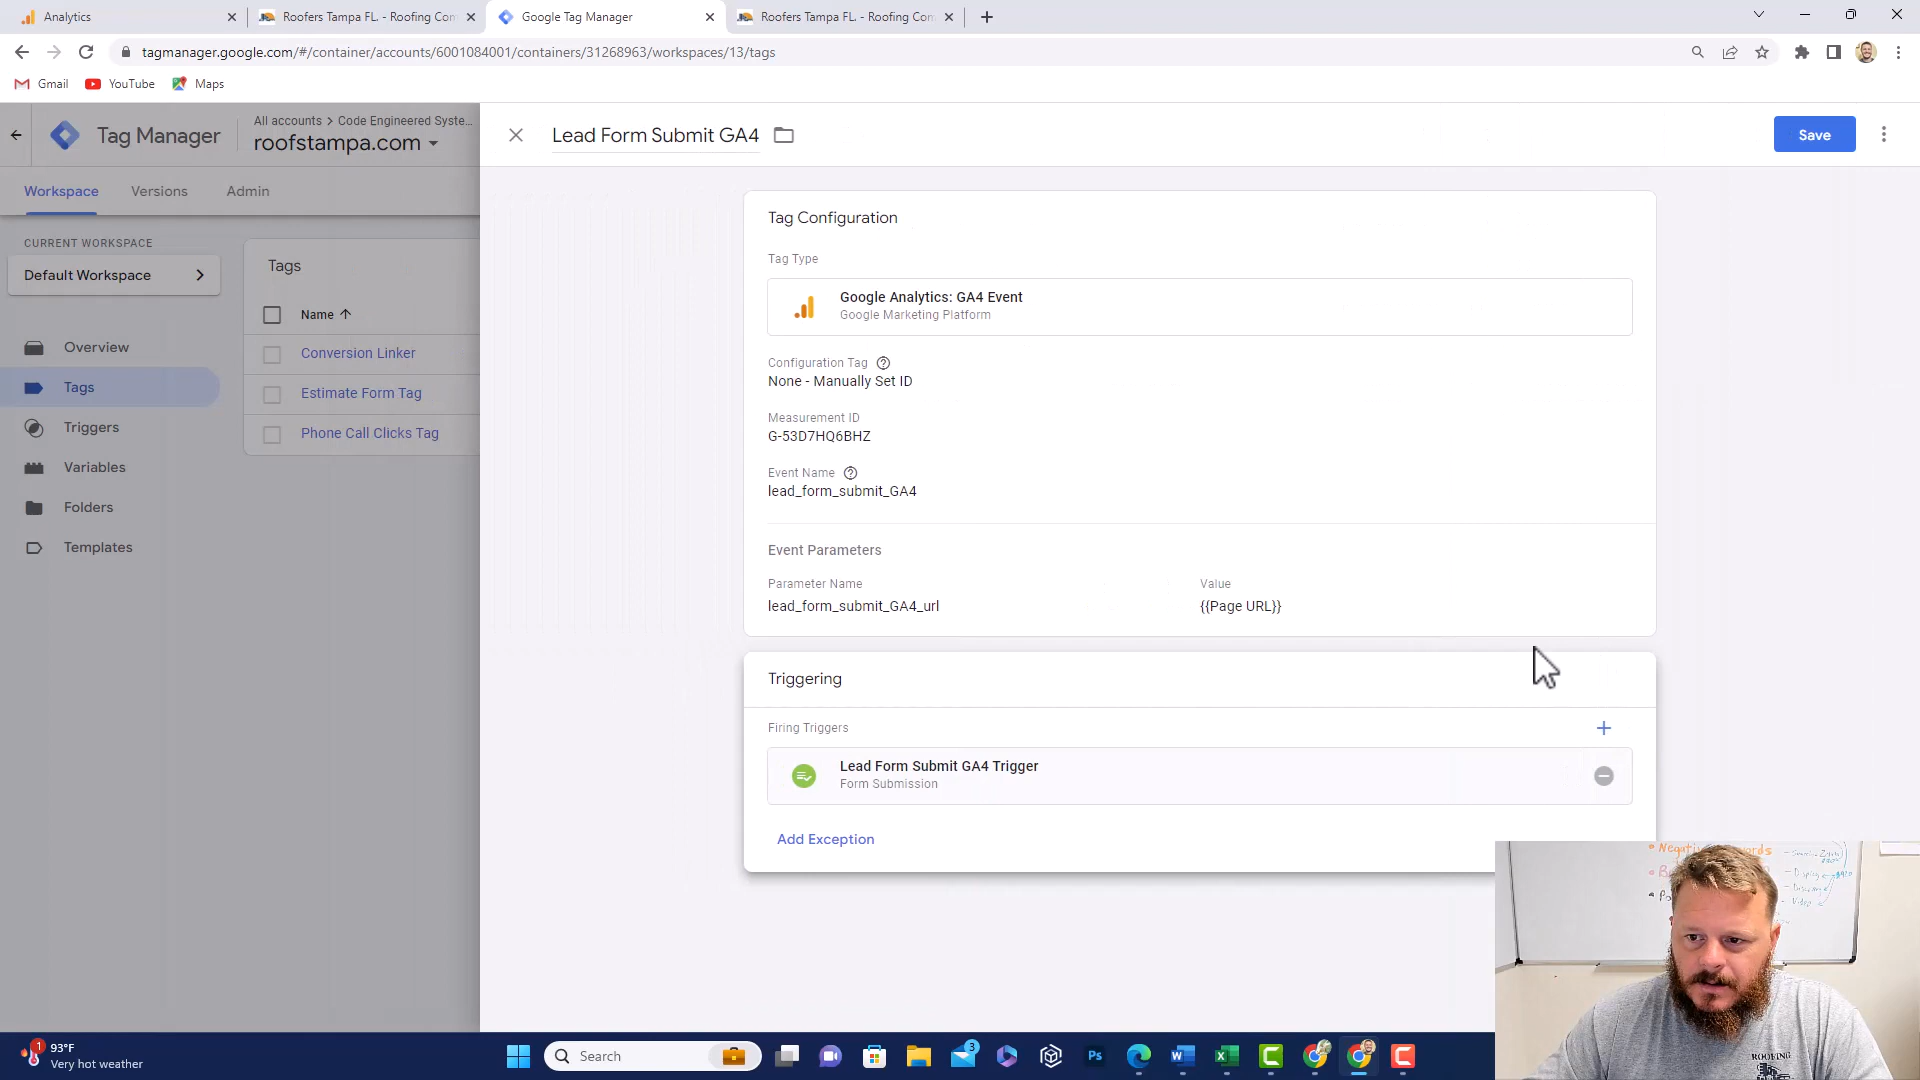 Analytics
Roofers Tampa FL. - Roofing Con
Google Tag Manager
Roofers Tampa FL. - Roofing Con
tagmanager.google.com/#/container/accounts/6001084001/containers/31268963/workspaces/13/tags
Gmail
YouTube
Maps
Tag Manager
All accounts > Code Engineered Syste...
roofstampa.com
Lead Form Submit GA4
Save
Workspace
Versions
Admin
CURRENT WORKSPACE
Default Workspace
Overview
Tags
Triggers
Variables
Folders
Templates
Tags
Name
Conversion Linker
Estimate Form Tag
Phone Call Clicks Tag
Tag Configuration
Tag Type
Google Analytics: GA4 Event
Google Marketing Platform
Configuration Tag
None - Manually Set ID
Measurement ID
G-53D7HQ6BHZ
Event Name
lead_form_submit_GA4
Event Parameters
Parameter Name
Value
lead_form_submit_GA4_url
{{Page URL}}
Triggering
Firing Triggers
Lead Form Submit GA4 Trigger
Form Submission
Add Exception
ROOFING
1
93°F
Very hot weather
Search
3
Ps